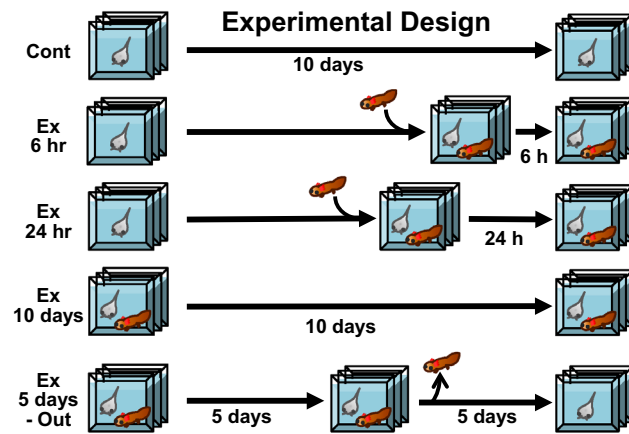 Experimental Design
Cont
10 days
Ex
6 hr
6 h
Ex
24 hr
24 h
Ex
10 days
10 days
Ex
5 days
- Out
5 days
5 days